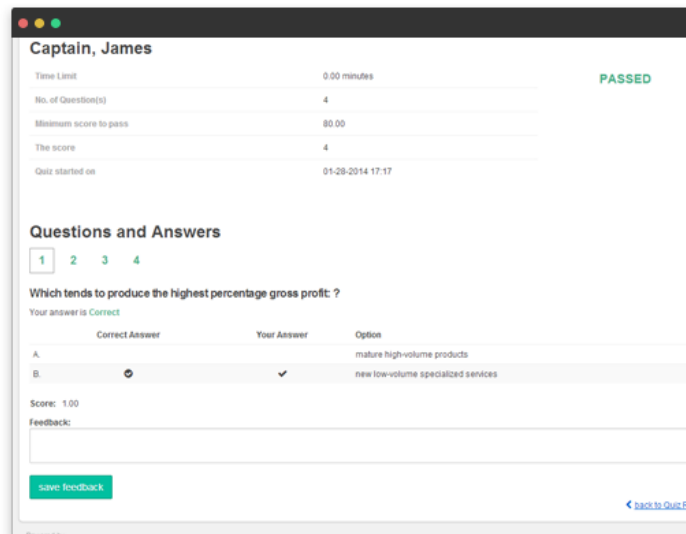 Captain, James
Time Limit 0.00 minutes
PASSED
No. of Question(s) 4
Minimum score to pass 80.00
The score 4
Quiz started on 01-28-2014 17:17
Questions and Answers
1 2 3 4
Which tends to produce the highest percentage gross profit: ?
Your answer is Correct
Correct Answer Your Answer Option
A. mature high-volume products
B. new low-volume specialized services
Score: 1.00
Feedback:
save feedback
back to Quiz